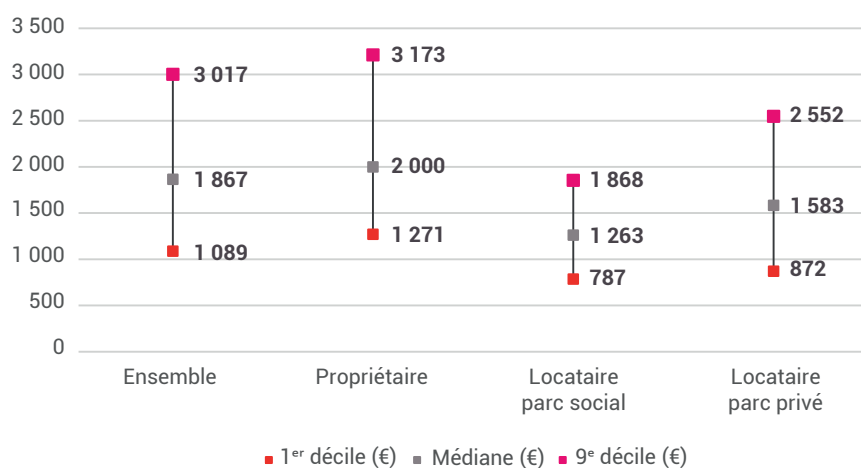 3 500
3 000
2 500
2 000
1 500
1 000
500
0
3 017
1 867
1 089
3 173
2 000
1 271
1 868
1 263
787
2 552
1 583
872
Ensemble
Propriétaire
Locataire
parc social
Locataire
parc privé
1er décile (€) Médiane (€) 9e décile (€)